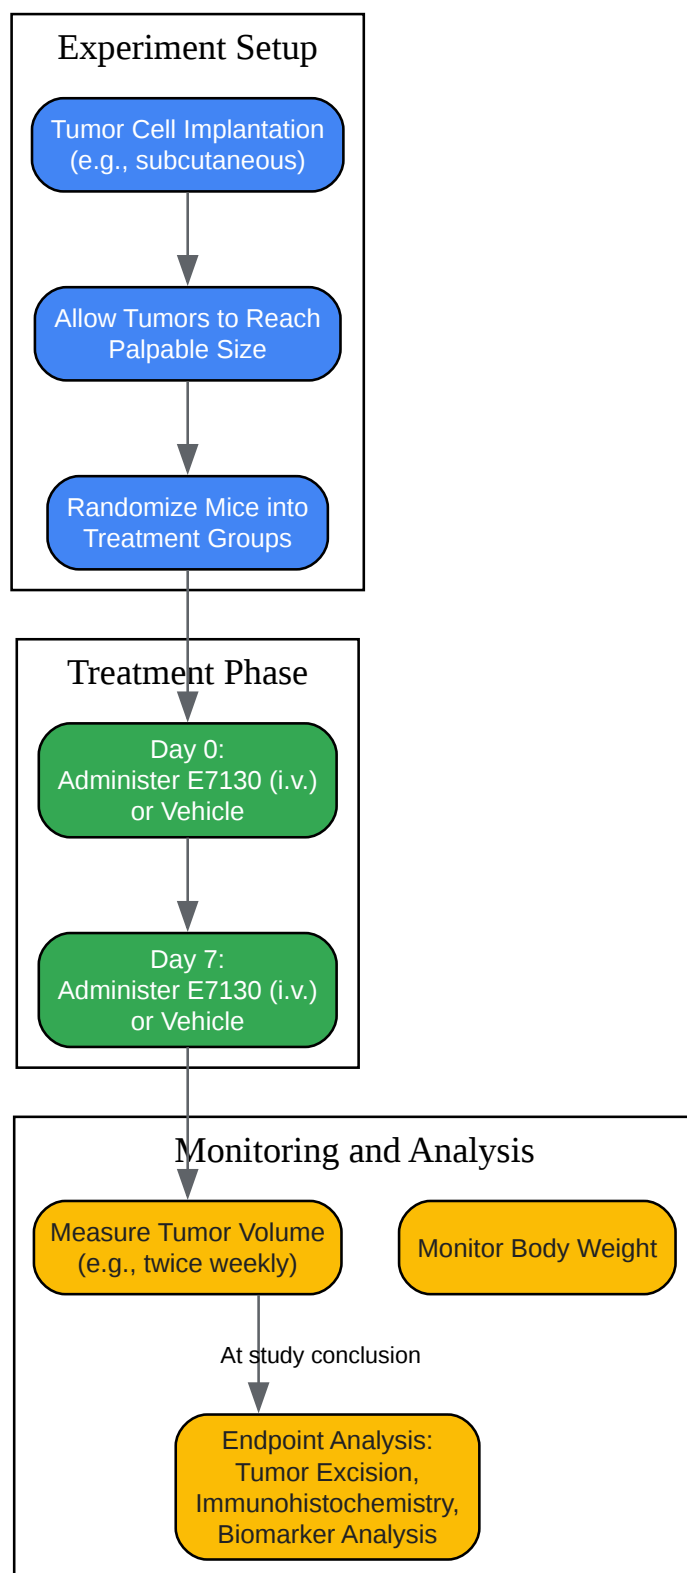 Experiment Setup
Tumor Cell Implantation
(e.g., subcutaneous)
Allow Tumors to Reach
Palpable Size
Randomize Mice into
Treatment Groups
Treatment Phase
Day 0:
Administer E7130 (i.v.)
or Vehicle
Day 7:
Administer E7130 (i.v.)
or Vehicle
Monitoring and Analysis
Measure Tumor Volume
(e.g., twice weekly)
Monitor Body Weight
At study conclusion
Endpoint Analysis:
Tumor Excision,
Immunohistochemistry,
Biomarker Analysis